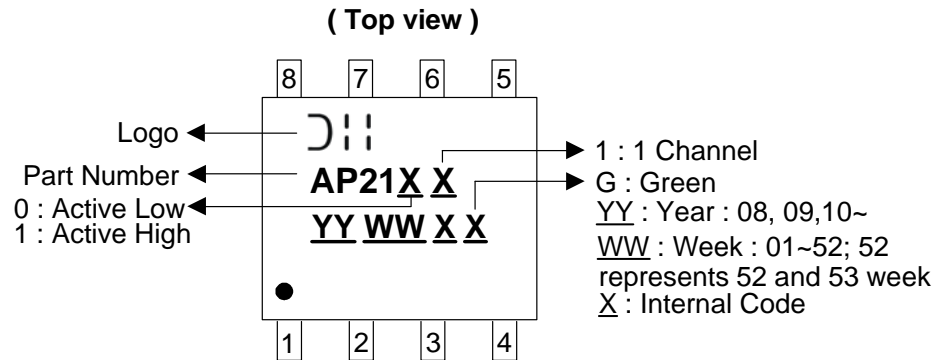 ( Top view )
8 7 6 5
Logo
Part Number
0 : Active Low
1 : Active High
AP21X X
YY WW X X
1 : 1 Channel
G : Green
YY : Year : 08, 09,10~
WW : Week : 01~52; 52
represents 52 and 53 week
X : Internal Code
1 2 3 4